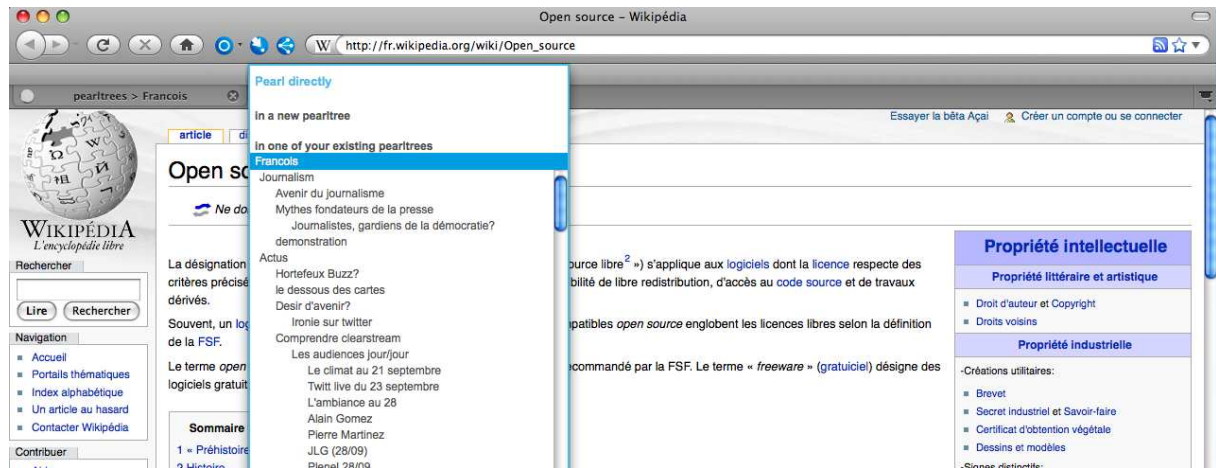 Open source – Wikipédia
W http://fr.wikipedia.org/wiki/Open_source
pearltrees > Francois
Pearl directly
in a new pearltree
in one of your existing pearltrees
Francois
Journalism
Avenir du journalisme
Mythes fondateurs de la presse
Journalistes, gardiens de la démocratie?
demonstration
Actus
Hortefeux Buzz?
le dessous des cartes
Desir d'avenir?
Ironie sur twitter
Comprendre clearstream
Les audiences jour/jour
Le climat au 21 septembre
Twitt live du 23 septembre
L'ambiance au 28
Alain Gomez
Pierre Martinez
JLG (28/09)
Plenel 28/09
WIKIPÉDIA
L'encyclopédie libre
Rechercher
Lire Rechercher
Navigation
Accueil
Portails thématiques
Index alphabétique
Un article au hasard
Contacter Wikipédia
Contribuer
Essayer la bêta Açai Créer un compte ou se connecter
article di
Open so
Ne do
La désignation ource libre2 ») s'applique aux logiciels dont la licence respecte des
critères précisé bilité de libre redistribution, d'accès au code source et de travaux
dérivés.
Souvent, un log patibles open source englobent les licences libres selon la définition
de la FSF.
Le terme open ecommandé par la FSF. Le terme « freeware » (gratuiciel) désigne des
logiciels gratuit
Sommaire
1 « Préhistoire
2 Histoire
Propriété intellectuelle
Propriété littéraire et artistique
Droit d'auteur et Copyright
Droits voisins
Propriété industrielle
-Créations utilitaires:
Brevet
Secret industriel et Savoir-faire
Certificat d'obtention végétale
Dessins et modèles
-Signes distinctifs: